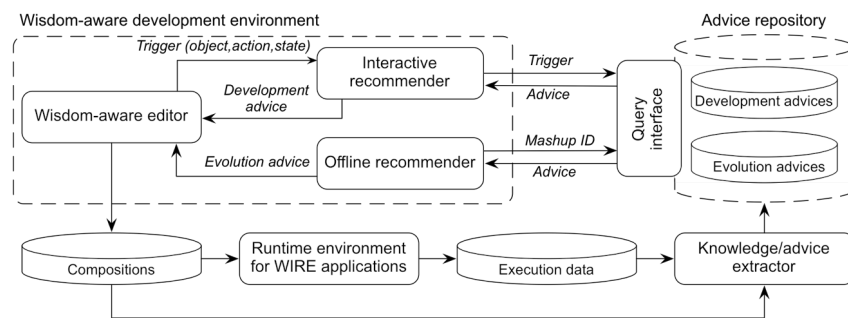 Wisdom-aware development environment
Advice repository
Trigger (object,action,state)
Interactive
recommender
Trigger
Development
advice
Advice
Development advices
Wisdom-aware editor
Query
interface
Mashup ID
Evolution advice
Offline recommender
Advice
Evolution advices
Compositions
Runtime environment
for WIRE applications
Execution data
Knowledge/advice
extractor